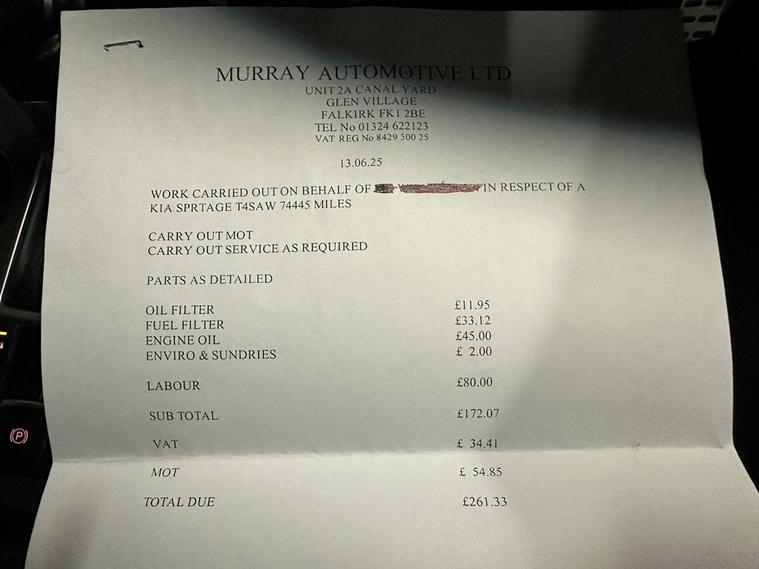 MURRAY AUTOMOTIVE LTD
UNIT 2A CANAL YARD
GLEN VILLAGE
FALKIRK FK1 2BE
TEL No 01324 622123
VAT REG No 8429 500 25
13.06.25
WORK CARRIED OUT ON BEHALF OF IN RESPECT OF A
KIA SPRTAGE T4SAW 74445 MILES
CARRY OUT MOT
CARRY OUT SERVICE AS REQUIRED
PARTS AS DETAILED
OIL FILTER £11.95
FUEL FILTER £33.12
ENGINE OIL £45.00
ENVIRO & SUNDRIES £ 2.00
LABOUR £80.00
SUB TOTAL £172.07
VAT £ 34.41
MOT £ 54.85
TOTAL DUE £261.33
P